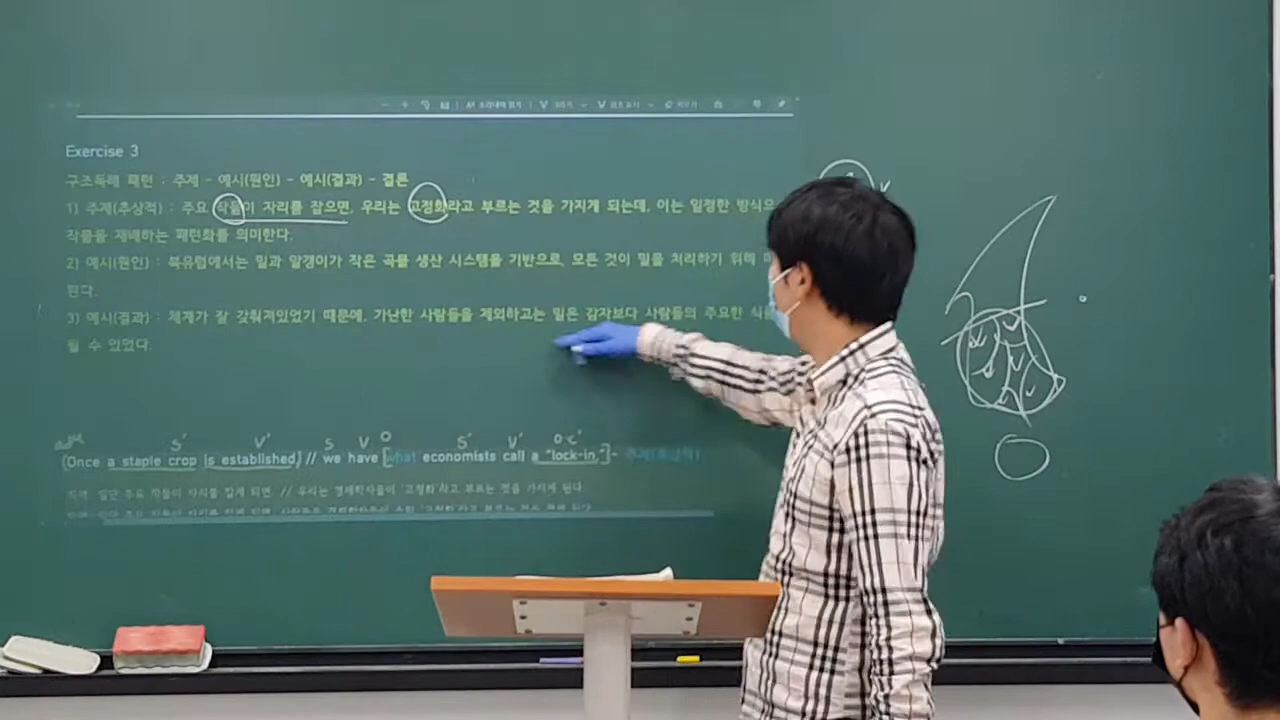 Exercise 3
구조독해 패턴 : 주제 - 예시(원인) - 예시(결과) - 결론
1) 주제(추상적) : 주요 작물이 자리를 잡으면, 우리는 고정화라고 부르는 것을 가지게 되는데, 이는 일정한 방식으
작물을 재배하는 패턴화를 의미한다.
2) 예시(원인) : 북유럽에서는 밀과 알갱이가 작은 곡물 생산 시스템을 기반으로, 모든 것이 밀을 처리하기 위해
된다.
3) 예시(결과) : 체계가 잘 갖춰져있었기 때문에, 가난한 사람들을 제외하고는 밀은 감자보다 사람들의 주요한 식
될 수 있었다.
S' V' S V O S' V' O·C'
(Once a staple crop is established,) // we have [what economists call a "lock-in,"]- 주제(추상적)
직역: 일단 주요 작물이 자리를 잡게 되면, // 우리는 경제학자들이 '고정화'라고 부르는 것을 가지게 된다.